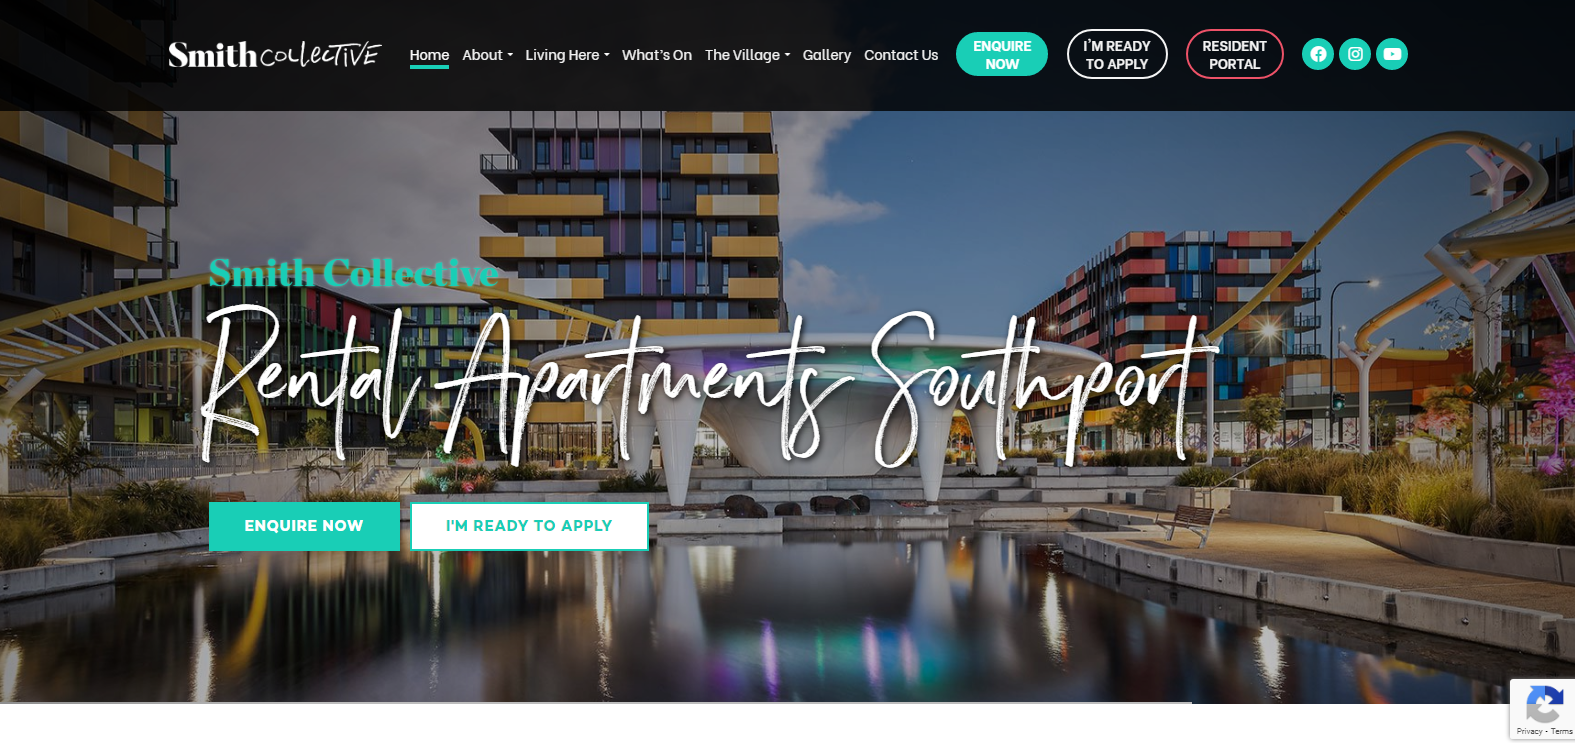 Smith COLLECTIVE
Home About Living Here What's On The Village Gallery Contact Us
ENQUIRE
NOW
I'M READY
TO APPLY
RESIDENT
PORTAL
Smith Collective
Rental Apartments Southport
ENQUIRE NOW
I'M READY TO APPLY
Privacy - Terms